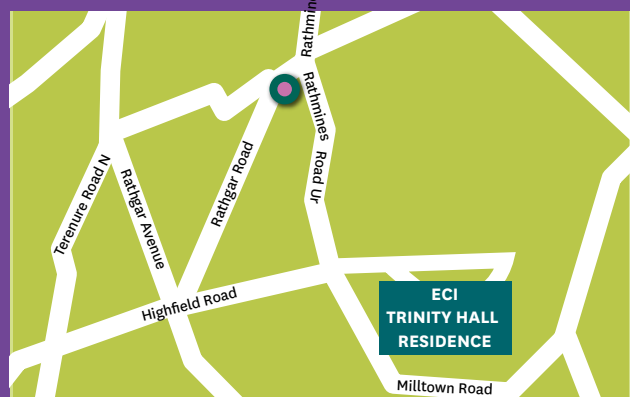 Rathmin
Rathmines Road Ur
Terenure Road N
Rathgar Avenue
Rathgar Road
Highfield Road
ECI
TRINITY HALL
RESIDENCE
Milltown Road